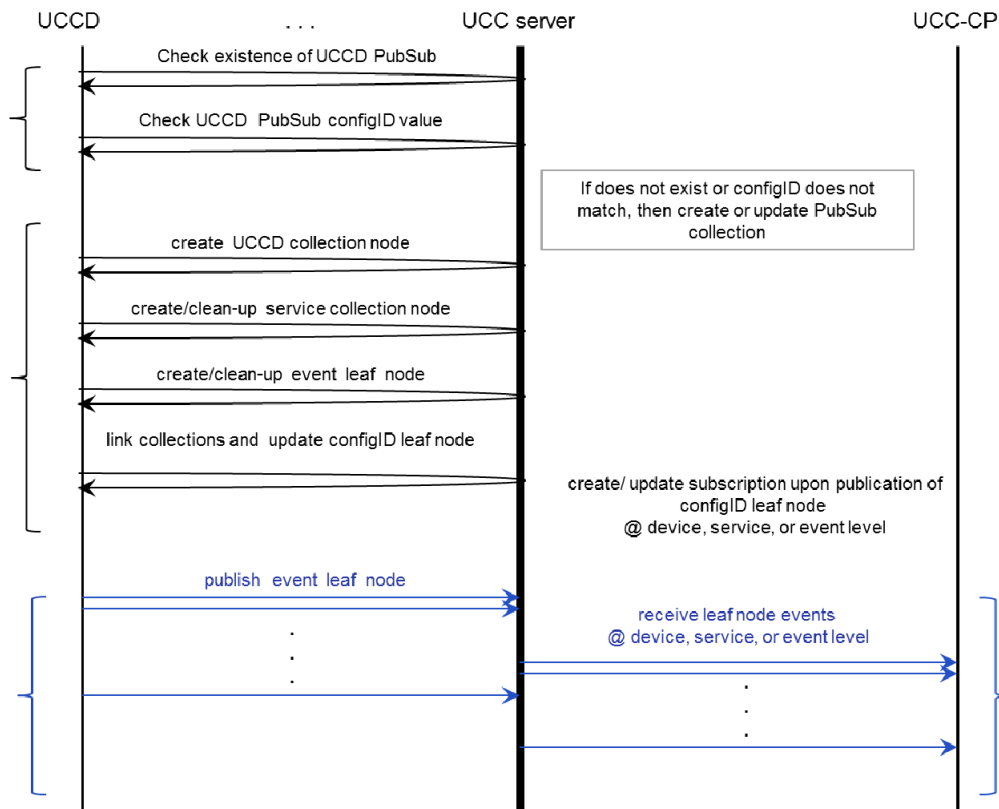 UCCD . . . UCC server UCC-CP
Check existence of UCCD PubSub
Check UCCD PubSub configID value
If does not exist or configID does not
match, then create or update PubSub
collection
create UCCD collection node
create/clean-up service collection node
create/clean-up event leaf node
link collections and update configID leaf node
create/ update subscription upon publication of
configID leaf node
@ device, service, or event level
publish event leaf node
receive leaf node events
@ device, service, or event level